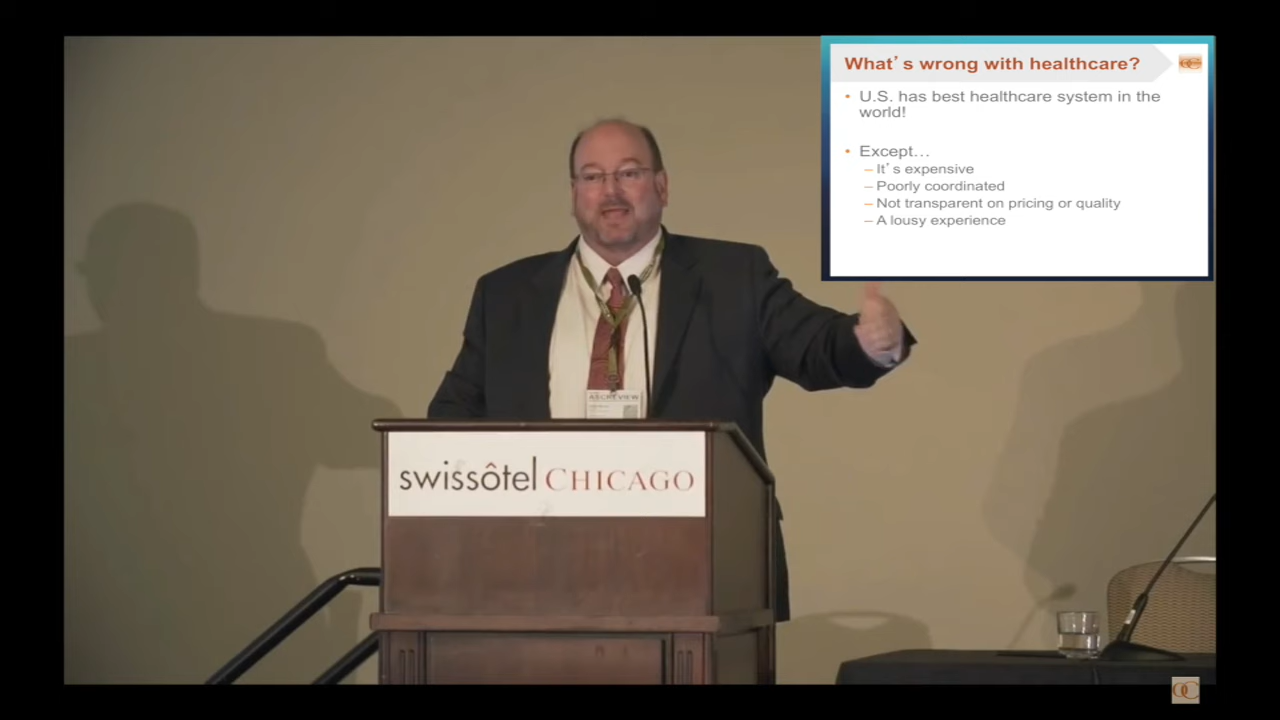 What's wrong with healthcare?
• U.S. has best healthcare system in the
world!
• Except…
– It's expensive
– Poorly coordinated
– Not transparent on pricing or quality
– A lousy experience
swissôtel CHICAGO